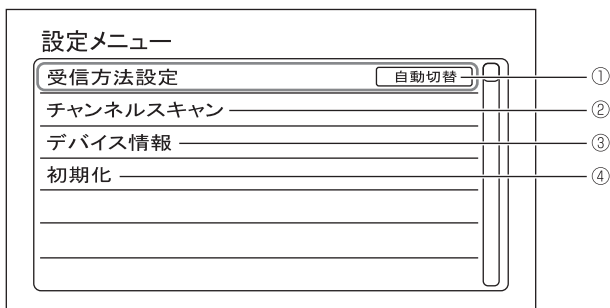 設定メニュー
受信方法設定 自動切替 ①
チャンネルスキャン ②
デバイス情報 ③
初期化 ④